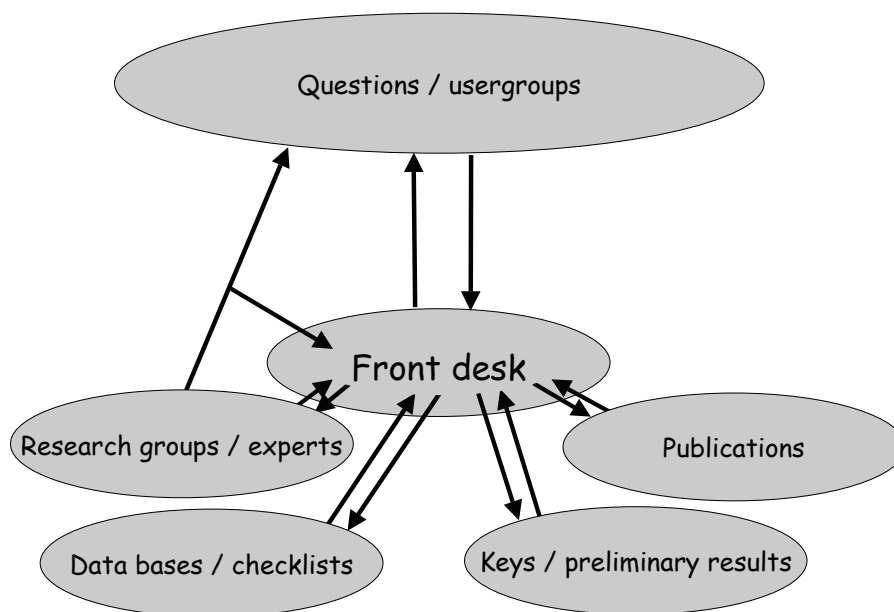 Questions / usergroups
Front desk
Research groups / experts
Publications
Data bases / checklists
Keys / preliminary results